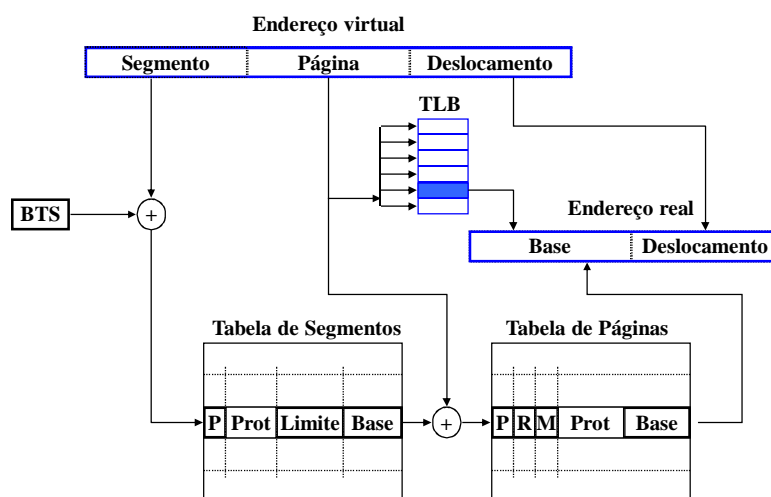 Endereço virtual
Segmento Página Deslocamento
TLB
BTS
+
Endereço real
Base Deslocamento
Tabela de Segmentos
Tabela de Páginas
P Prot Limite Base
+
P R M Prot Base